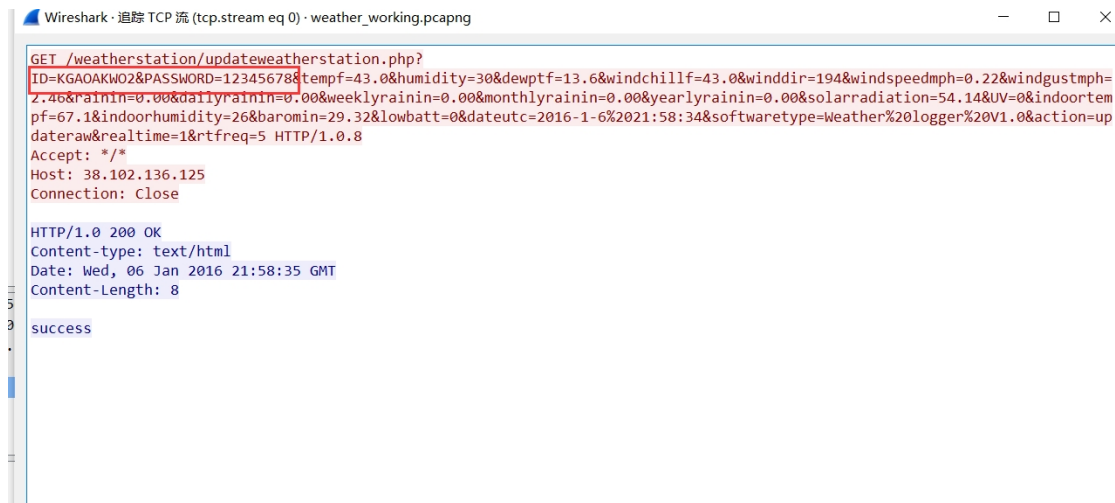 Wireshark · 追踪 TCP 流 (tcp.stream eq 0) · weather_working.pcapng
GET /weatherstation/updateweatherstation.php?
ID=KGAOAKWO2&PASSWORD=12345678&tempf=43.0&humidity=30&dewptf=13.6&windchillf=43.0&winddir=194&windspeedmph=0.22&windgustmph=
2.46&rainin=0.00&dailyrainin=0.00&weeklyrainin=0.00&monthlyrainin=0.00&yearlyrainin=0.00&solarradiation=54.14&UV=0&indoortem
pf=67.1&indoorhumidity=26&baromin=29.32&lowbatt=0&dateutc=2016-1-6%2021:58:34&softwaretype=Weather%20logger%20V1.0&action=up
dateraw&realtime=1&rtfreq=5 HTTP/1.0.8
Accept: */*
Host: 38.102.136.125
Connection: Close
HTTP/1.0 200 OK
Content-type: text/html
Date: Wed, 06 Jan 2016 21:58:35 GMT
Content-Length: 8
success